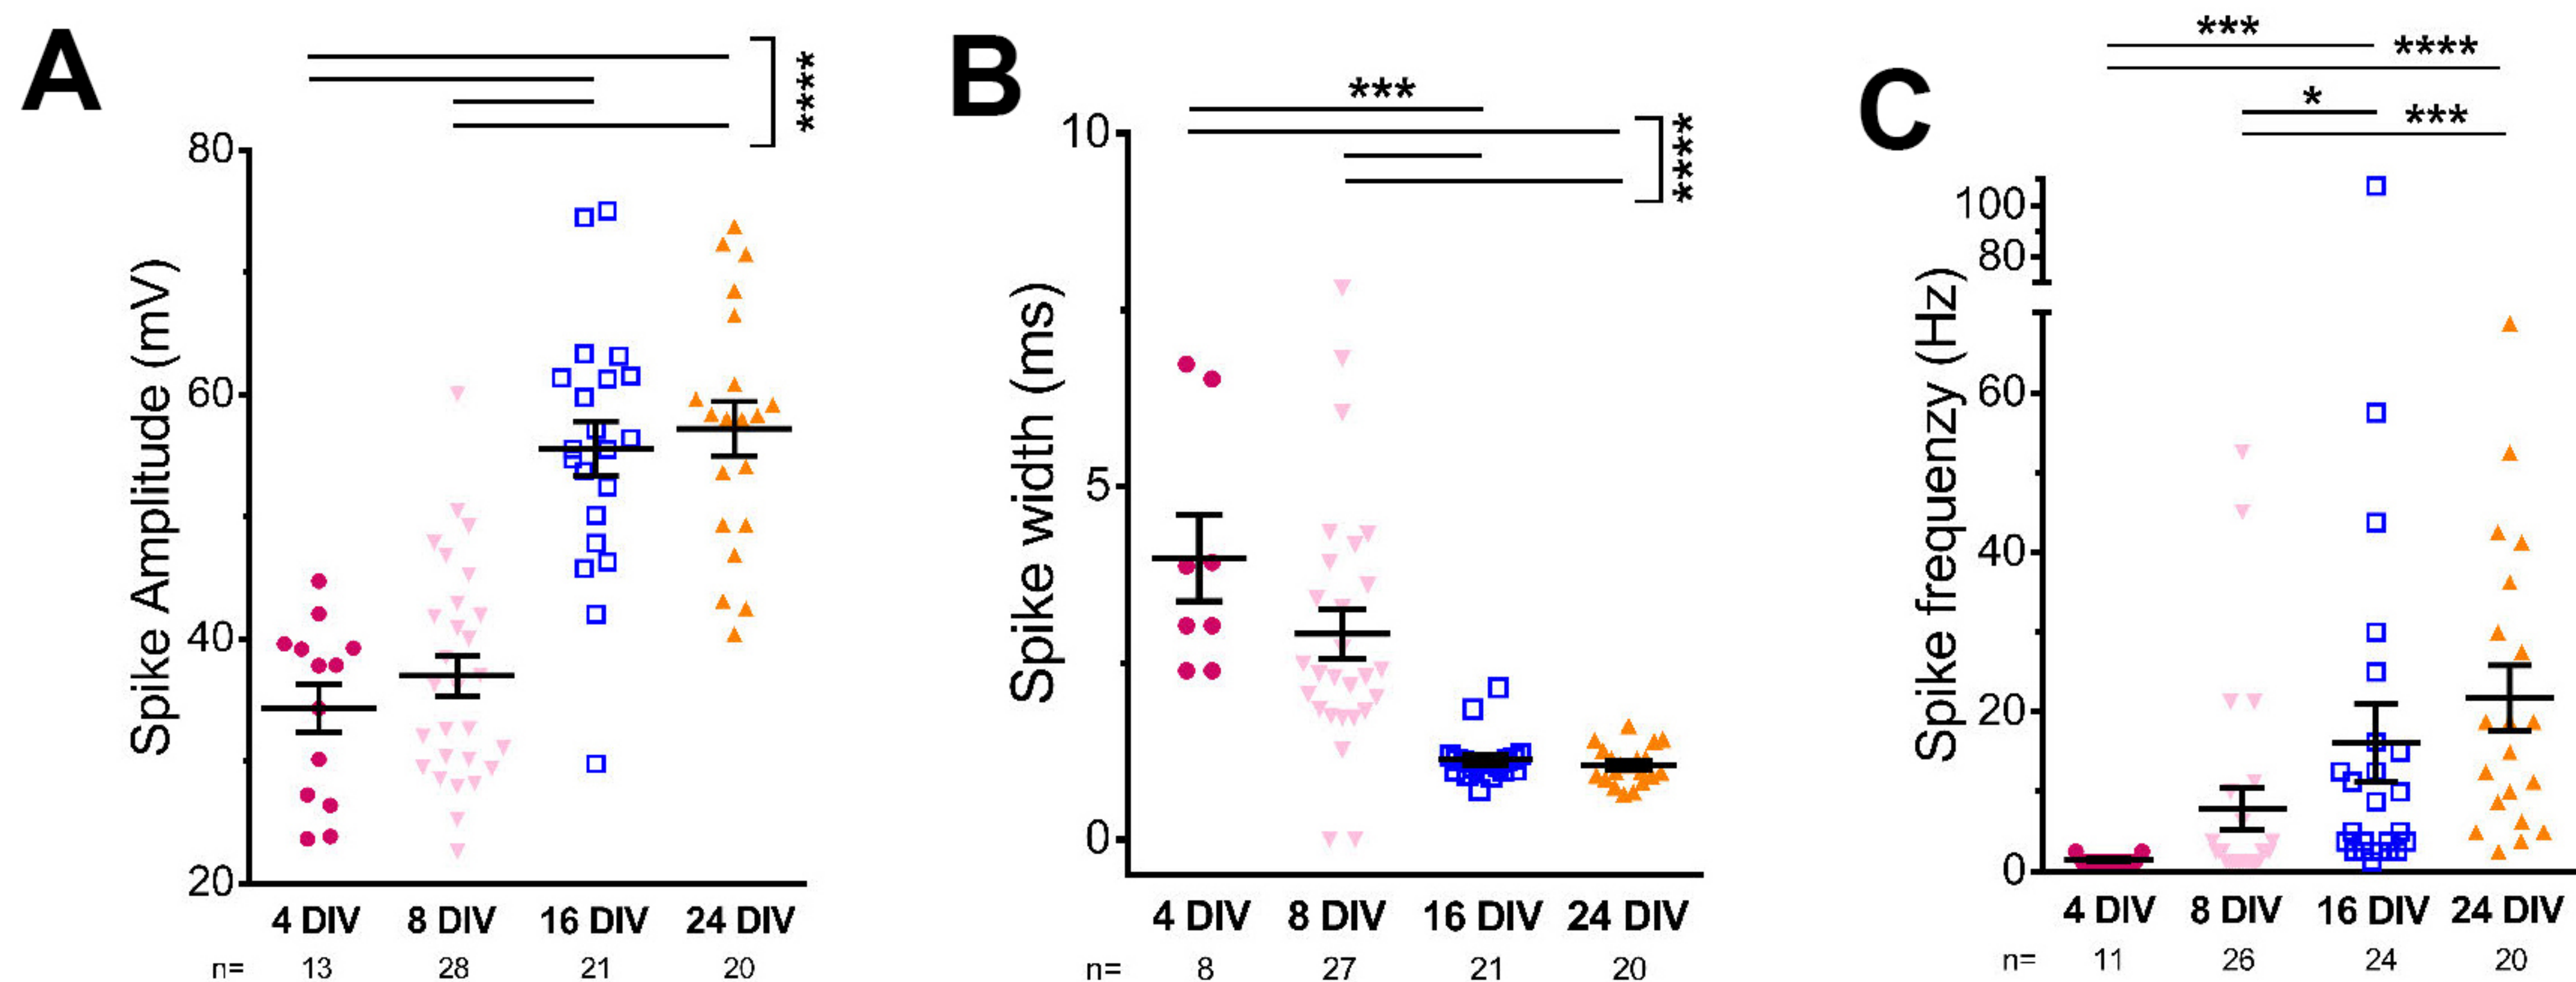 A
****
80
60
40
20
Spike Amplitude (mV)
4 DIV 8 DIV 16 DIV 24 DIV
n= 13 28 21 20
B
***
****
10
5
0
Spike width (ms)
4 DIV 8 DIV 16 DIV 24 DIV
n= 8 27 21 20
C
***
****
*
***
100
80
60
40
20
0
Spike frequenzy (Hz)
4 DIV 8 DIV 16 DIV 24 DIV
n= 11 26 24 20